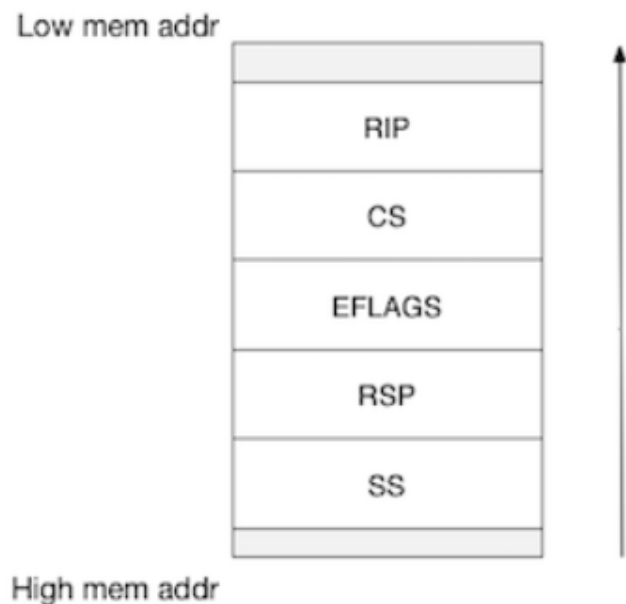 Low mem addr
RIP
CS
EFLAGS
RSP
SS
High mem addr